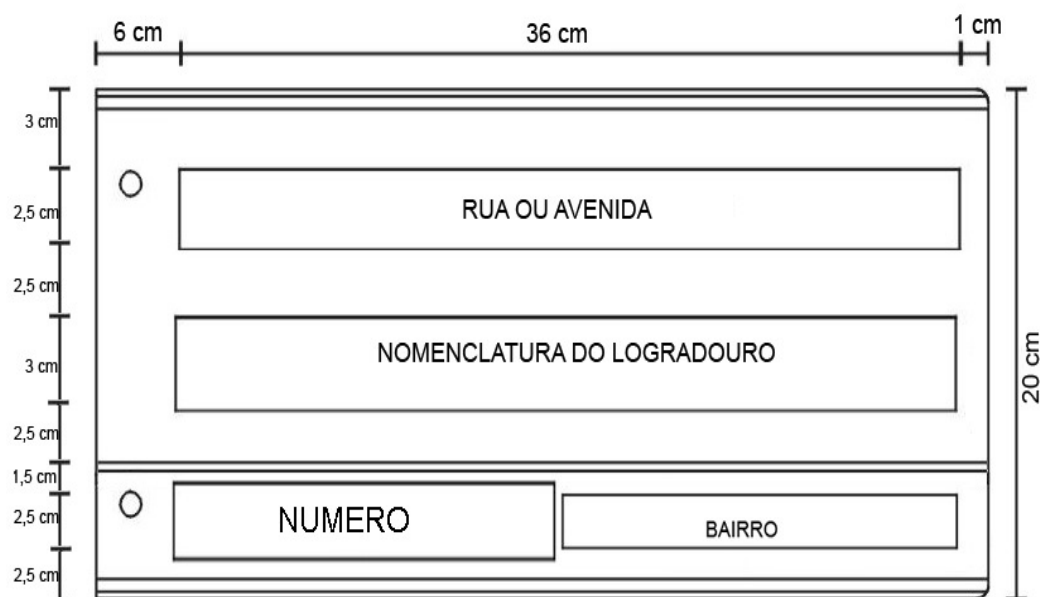 6 cm 36 cm 1 cm
3 cm
2,5 cm
RUA OU AVENIDA
2,5 cm
3 cm
NOMENCLATURA DO LOGRADOURO
20 cm
2,5 cm
1,5 cm
2,5 cm
NUMERO
BAIRRO
2,5 cm